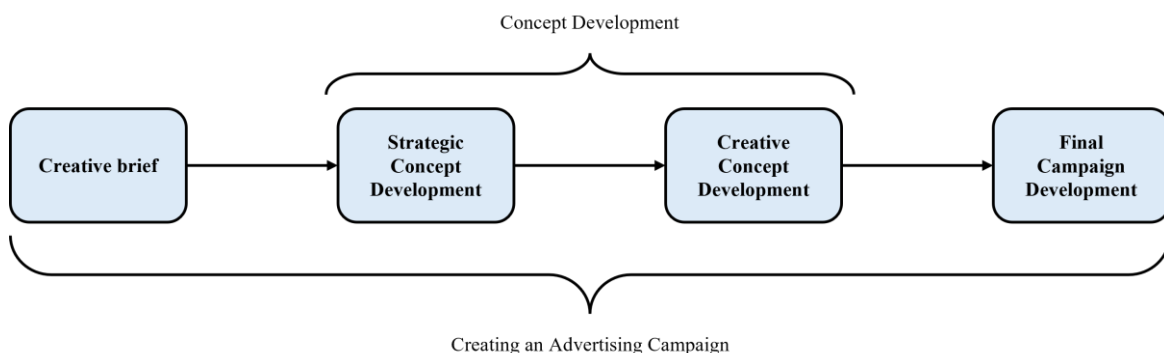 Concept Development
Creative brief
Strategic
Concept
Development
Creative
Concept
Development
Final
Campaign
Development
Creating an Advertising Campaign